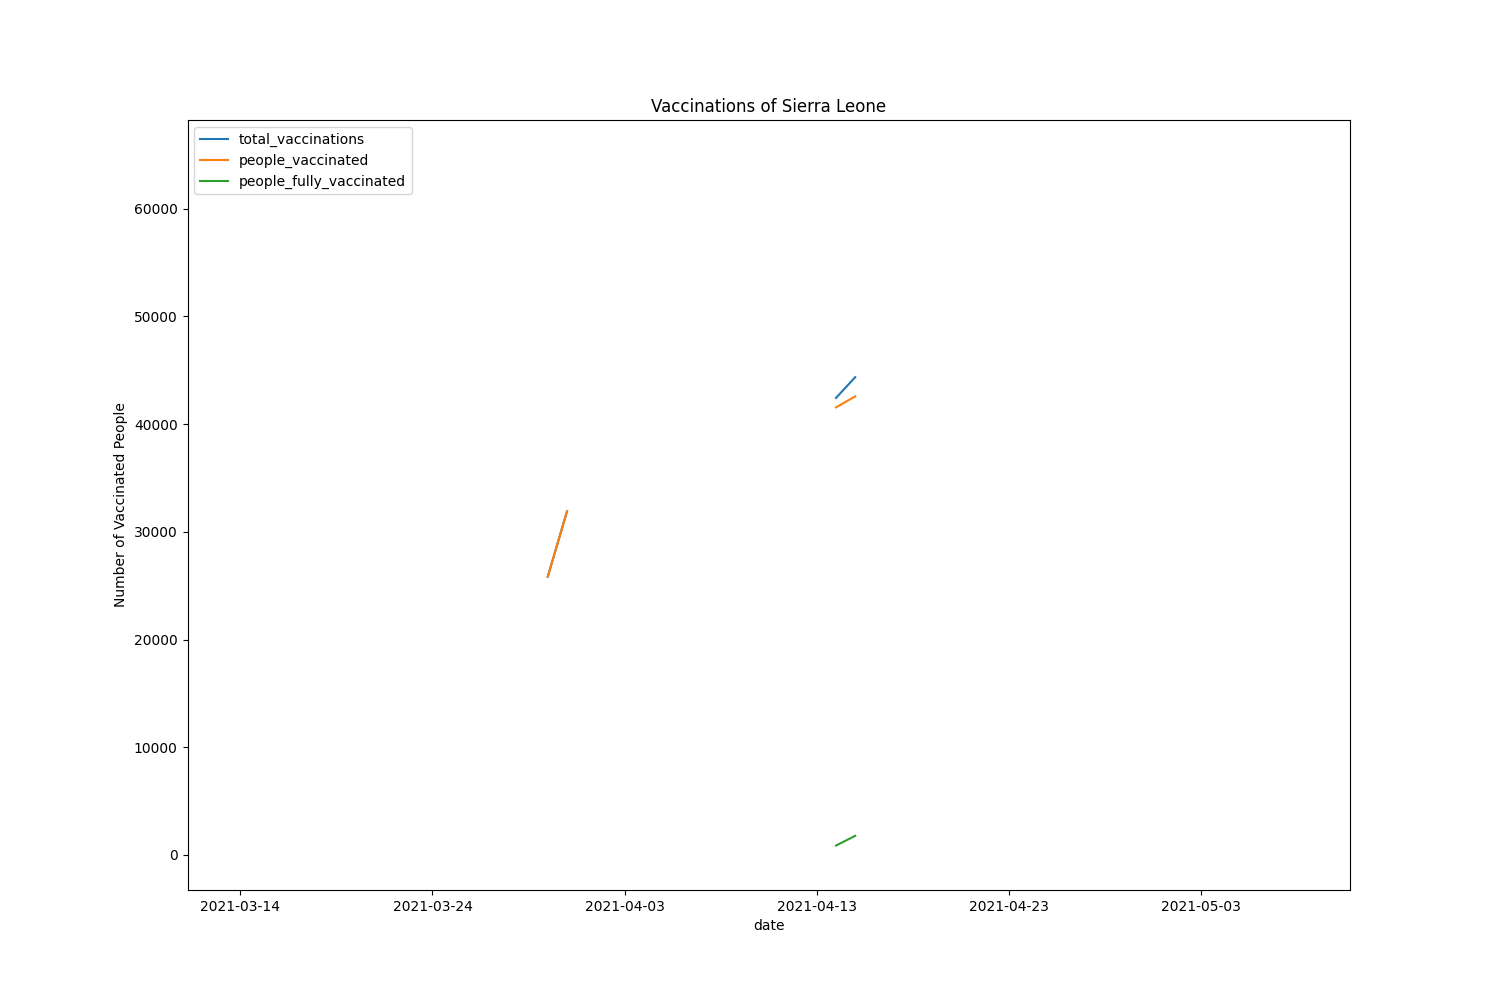 Vaccinations of Sierra Leone
total_vaccinations
people_vaccinated
people_fully_vaccinated
60000
50000
40000
30000
20000
10000
0
Number of Vaccinated People
2021-03-14
2021-03-24
2021-04-03
2021-04-13
2021-04-23
2021-05-03
date